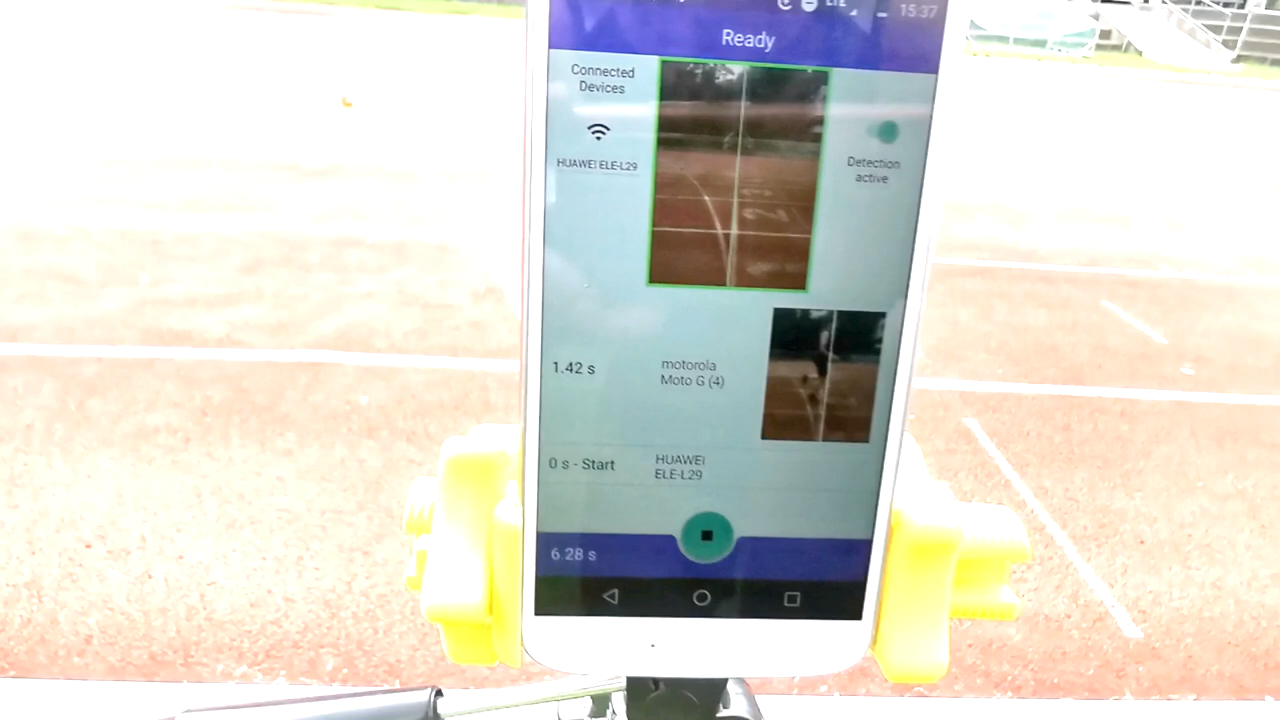 LTE 15:37
Ready
Connected
Devices
HUAWEI ELE-L29
Detection
active
1.42 s
motorola
Moto G (4)
0 s - Start
HUAWEI
ELE-L29
6.28 s